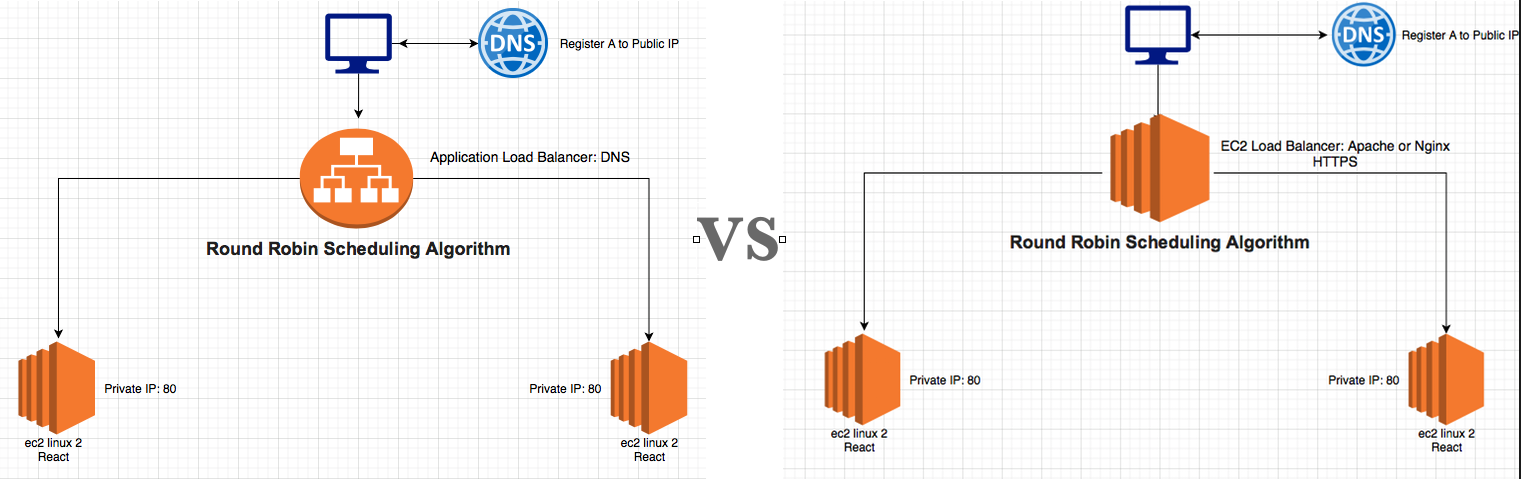 DNS
Register A to Public IP
Application Load Balancer: DNS
Round Robin Scheduling Algorithm
Private IP: 80
Private IP: 80
ec2 linux 2
React
ec2 linux 2
React
vs
DNS
Register A to Public IP
EC2 Load Balancer: Apache or Nginx
HTTPS
Round Robin Scheduling Algorithm
Private IP: 80
Private IP: 80
ec2 linux 2
React
ec2 linux 2
React